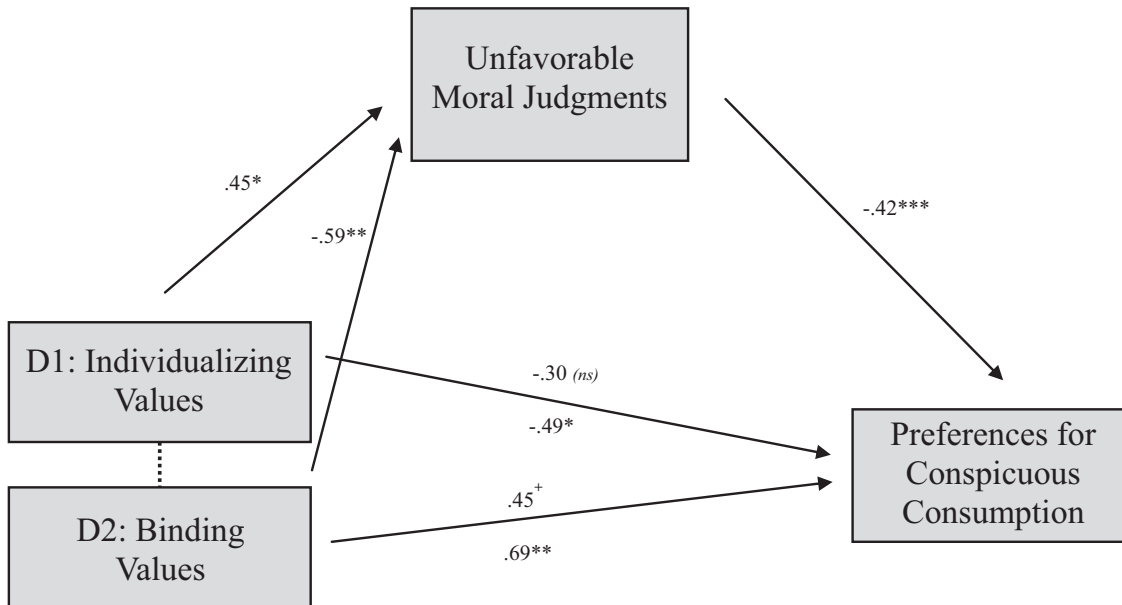 Unfavorable
Moral Judgments
.45*
-.59**
-.42***
D1: Individualizing
Values
-.30 (ns)
-.49*
Preferences for
Conspicuous
Consumption
D2: Binding
Values
.45+
.69**